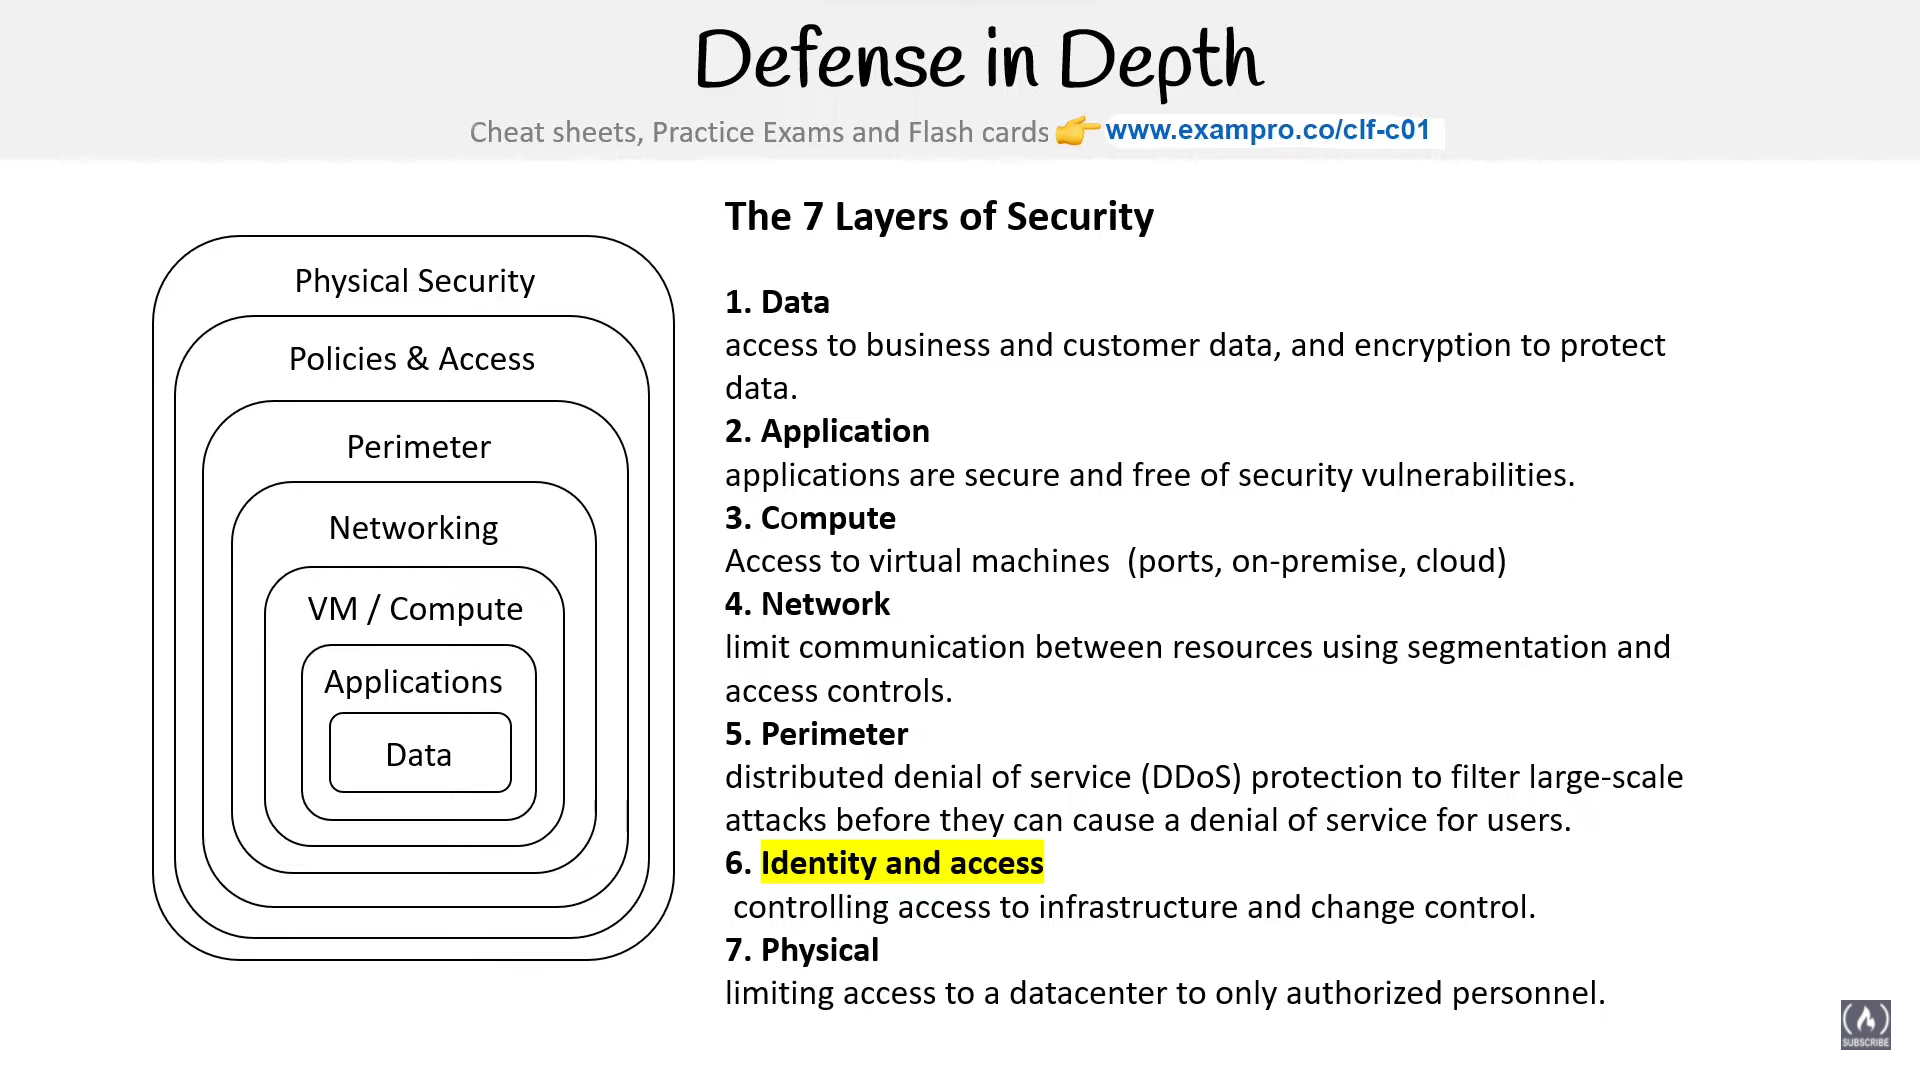 Defense in Depth
Cheat sheets, Practice Exams and Flash cards 👉 www.exampro.co/clf-c01
Physical Security
Policies & Access
Perimeter
Networking
VM / Compute
Applications
Data
The 7 Layers of Security
1. Data
access to business and customer data, and encryption to protect
data.
2. Application
applications are secure and free of security vulnerabilities.
3. Compute
Access to virtual machines  (ports, on-premise, cloud)
4. Network
limit communication between resources using segmentation and
access controls.
5. Perimeter
distributed denial of service (DDoS) protection to filter large-scale
attacks before they can cause a denial of service for users.
6. Identity and access
controlling access to infrastructure and change control.
7. Physical
limiting access to a datacenter to only authorized personnel.
SUBSCRIBE